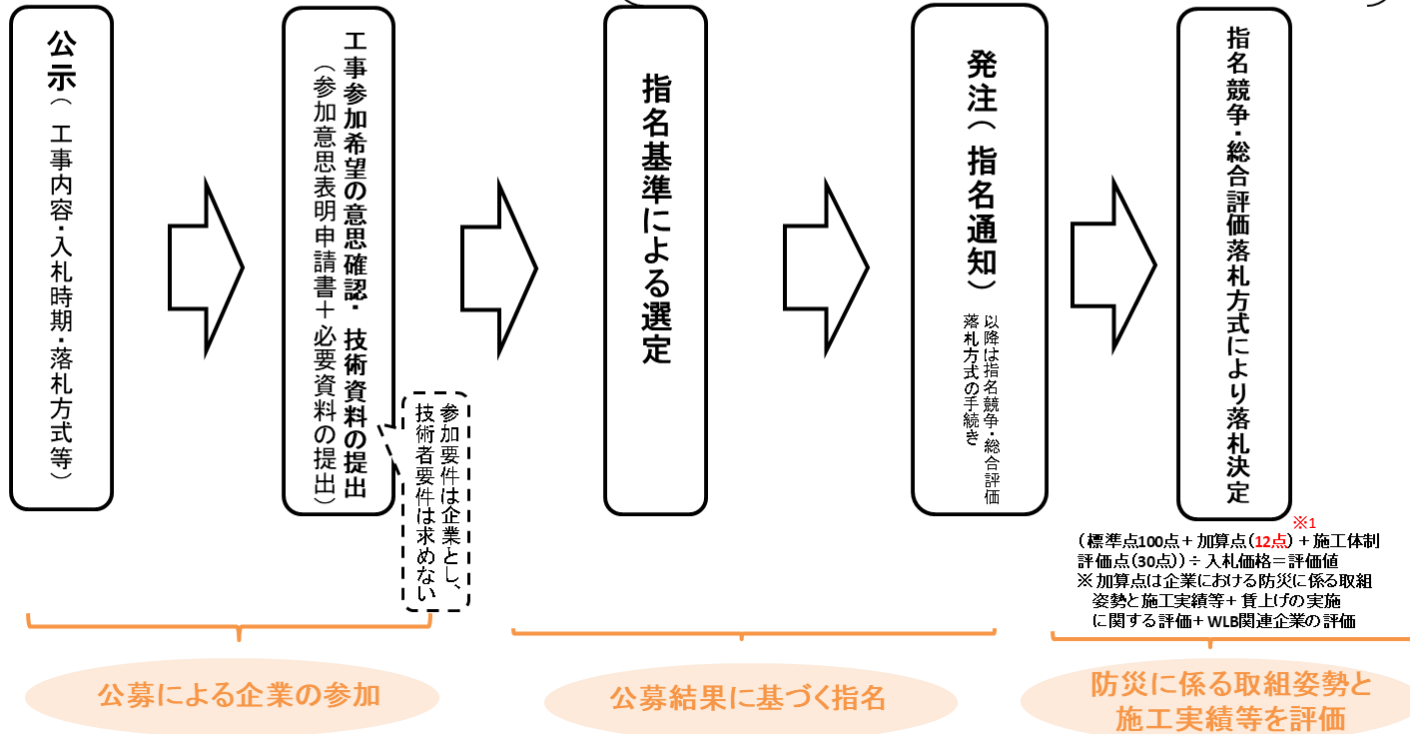 公示（工事内容・入札時期・落札方式等）
工事参加希望の意思確認・技術資料の提出
（参加意思表明申請書＋必要資料の提出）
参加要件は企業とし、
技術者要件は求めない
指名基準による選定
発注（指名通知）
以降は指名競争・総合評価
落札方式の手続き
指名競争・総合評価落札方式により落札決定
※1
(標準点100点＋加算点(12点)＋施工体制
評価点(30点))÷入札価格＝評価値
※加算点は企業における防災に係る取組
姿勢と施工実績等＋賃上げの実施
に関する評価＋WLB関連企業の評価
公募による企業の参加
公募結果に基づく指名
防災に係る取組姿勢と
施工実績等を評価